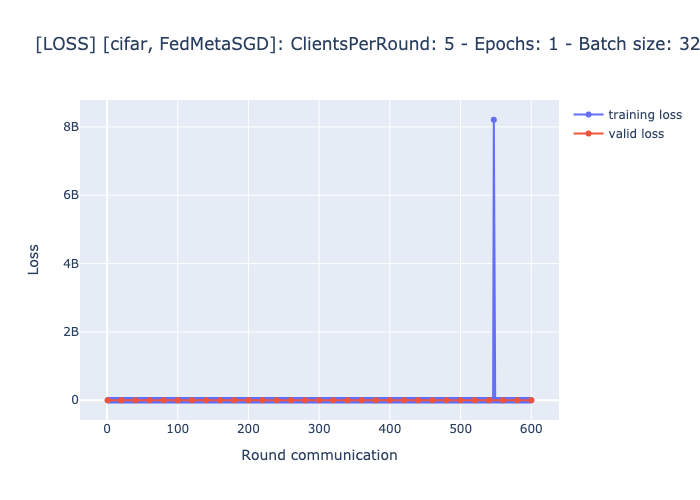 [LOSS] [cifar, FedMetaSGD]: ClientsPerRound: 5 - Epochs: 1 - Batch size: 32
training loss
valid loss
8B
6B
4B
2B
0
Loss
0 100 200 300 400 500 600
Round communication